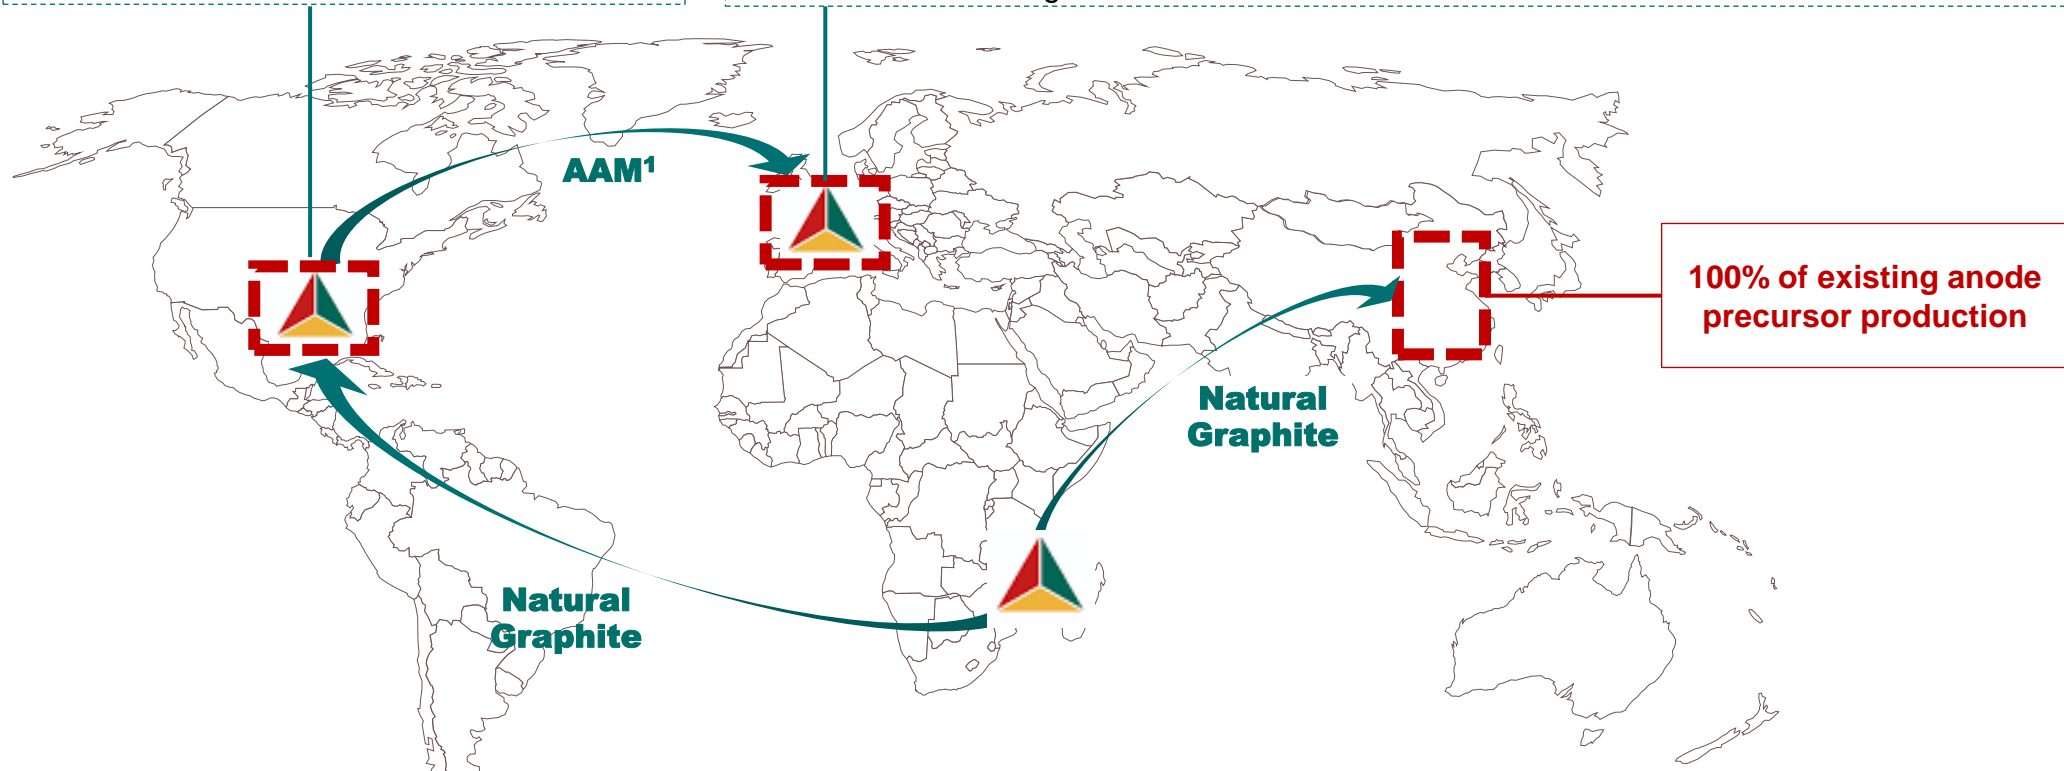 AAM¹
100% of existing anode
precursor production
Natural
Graphite
Natural
Graphite